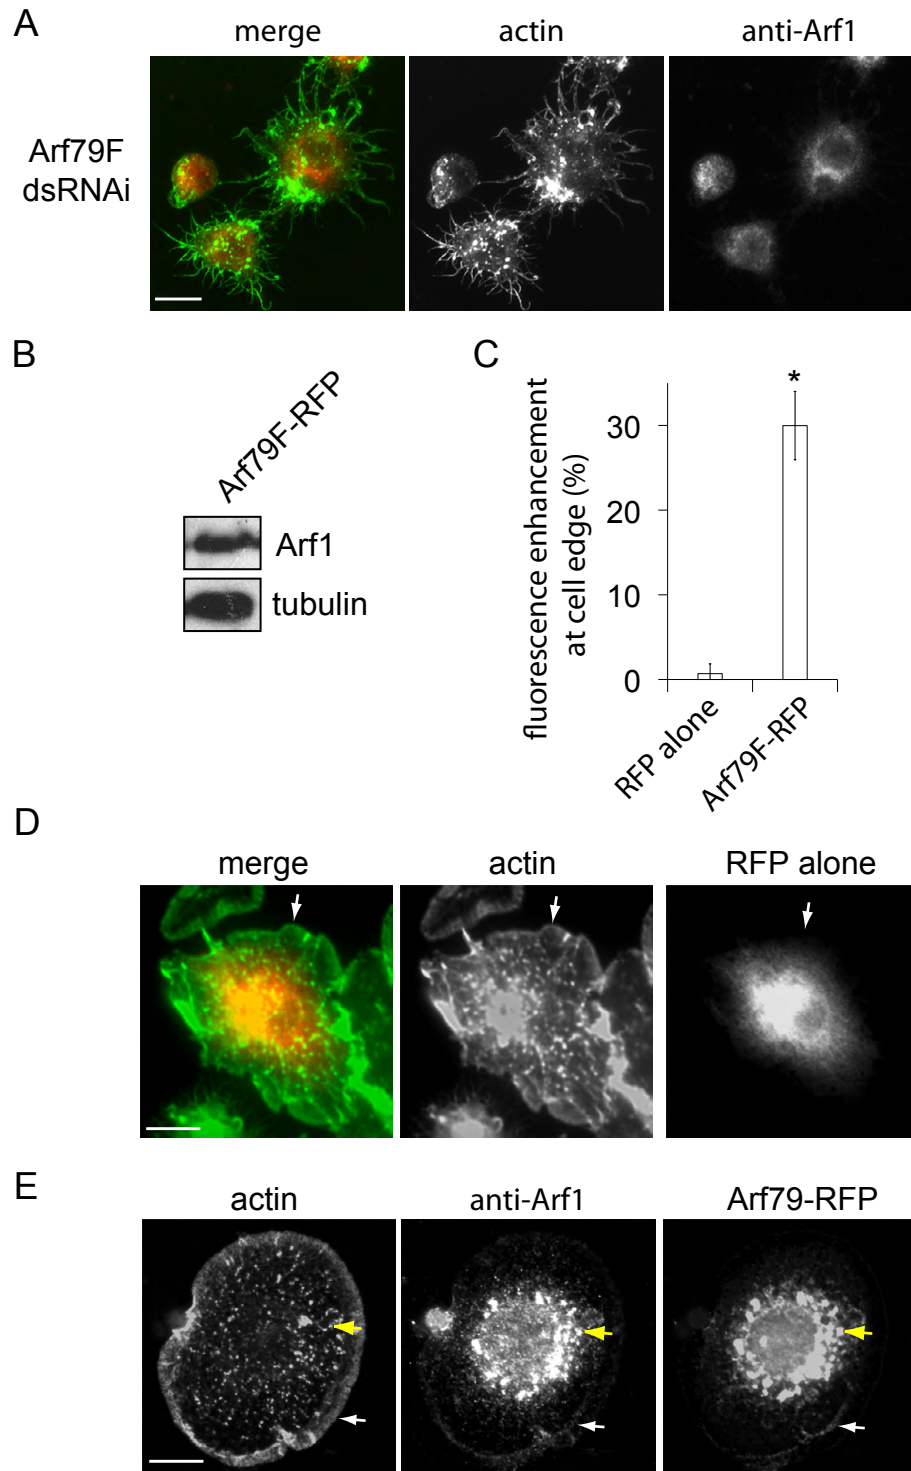 A
merge actin anti-Arf1
Arf79F
dsRNAi
B
Arf79F-RFP
Arf1
tubulin
C
*
fluorescence enhancement
at cell edge (%)
30
20
10
0
RFP alone
Arf79F-RFP
D
merge actin RFP alone
E
actin anti-Arf1 Arf79-RFP